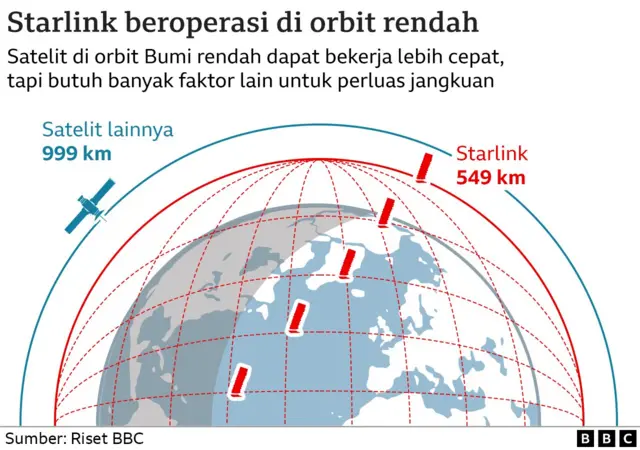 Starlink beroperasi di orbit rendah
Satelit di orbit Bumi rendah dapat bekerja lebih cepat,
tapi butuh banyak faktor lain untuk perluas jangkuan
Satelit lainnya
999 km
Starlink
549 km
Sumber: Riset BBC
BBC